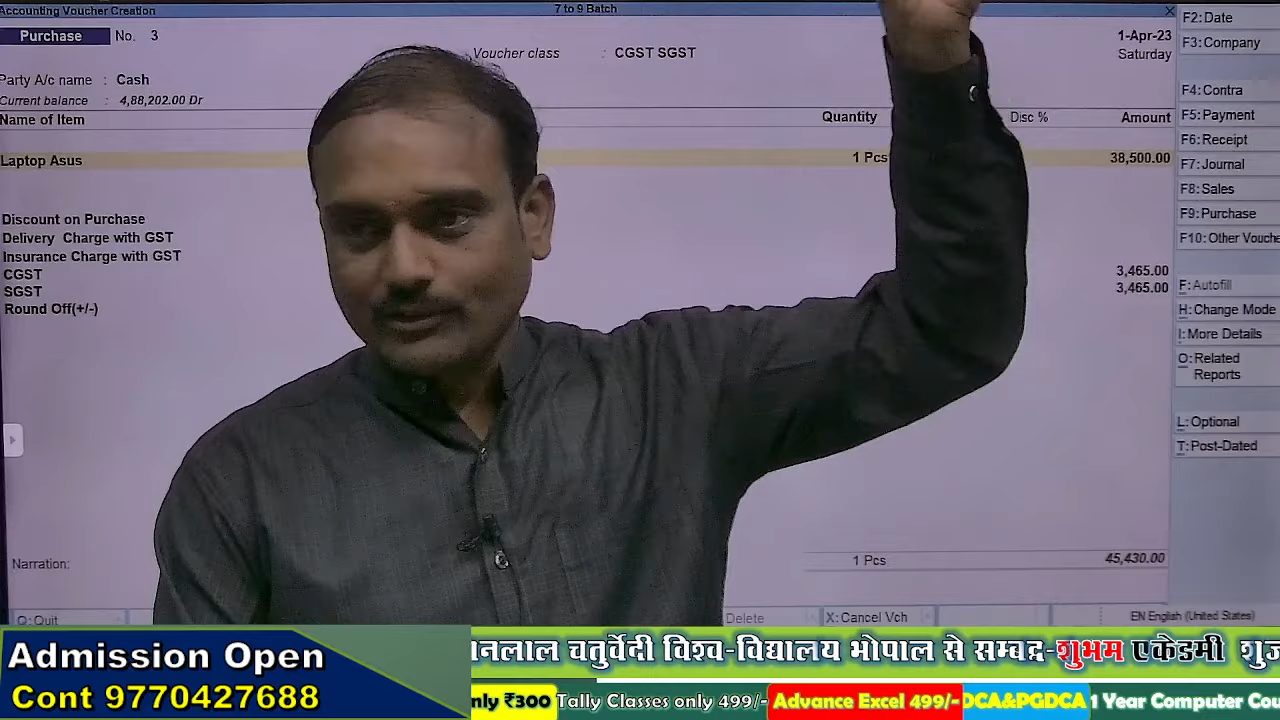 Accounting Voucher Creation 7 to 9 Batch X
Purchase No. 3 1-Apr-23
Voucher class : CGST SGST Saturday
Party A/c name : Cash
Current balance : 4,88,202.00 Dr
Name of Item Quantity Disc % Amount
Laptop Asus 1 Pcs 38,500.00
Discount on Purchase
Delivery Charge with GST
Insurance Charge with GST
CGST 3,465.00
SGST 3,465.00
Round Off(+/-)
Narration: 1 Pcs 45,430.00
Q: Quit Delete X: Cancel Vch EN English (United States)
F2: Date
F3: Company
F4: Contra
F5: Payment
F6: Receipt
F7: Journal
F8: Sales
F9: Purchase
F10: Other Vouche
F: Autofill
H: Change Mode
I: More Details
O: Related
Reports
L: Optional
T: Post-Dated
Admission Open
Cont 9770427688
नलाल चतुर्वेदी विश्व-विद्यालय भोपाल से सम्बद्ध-शुभम एकेडमी
nly ₹300 Tally Classes only 499/- Advance Excel 499/- DCA&PGDCA 1 Year Computer Cou